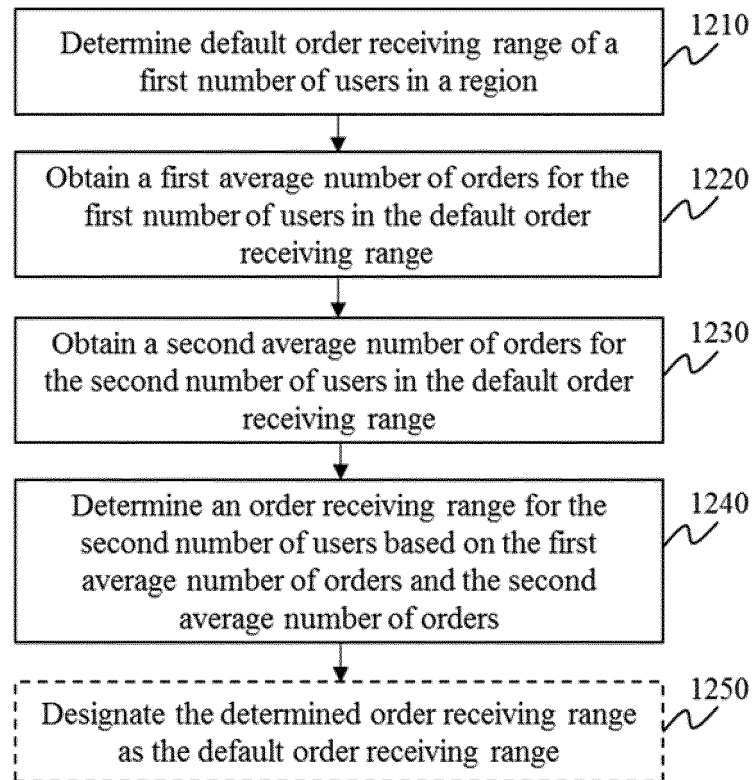 Determine default order receiving range of a
first number of users in a region
1210
Obtain a first average number of orders for the
first number of users in the default order
receiving range
1220
Obtain a second average number of orders for
the second number of users in the default order
receiving range
1230
Determine an order receiving range for the
second number of users based on the first
average number of orders and the second
average number of orders
1240
Designate the determined order receiving range
as the default order receiving range
1250